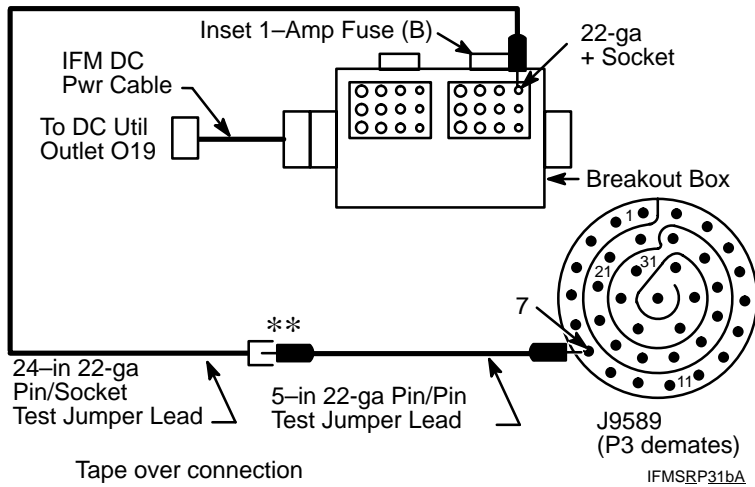 Inset 1–Amp Fuse (B)
22-ga
+ Socket
IFM DC
Pwr Cable
To DC Util
Outlet O19
Breakout Box
1
21
31
7
11
**
24–in 22-ga
Pin/Socket
Test Jumper Lead
5–in 22-ga Pin/Pin
Test Jumper Lead
J9589
(P3 demates)
Tape over connection
IFMSRP31bA